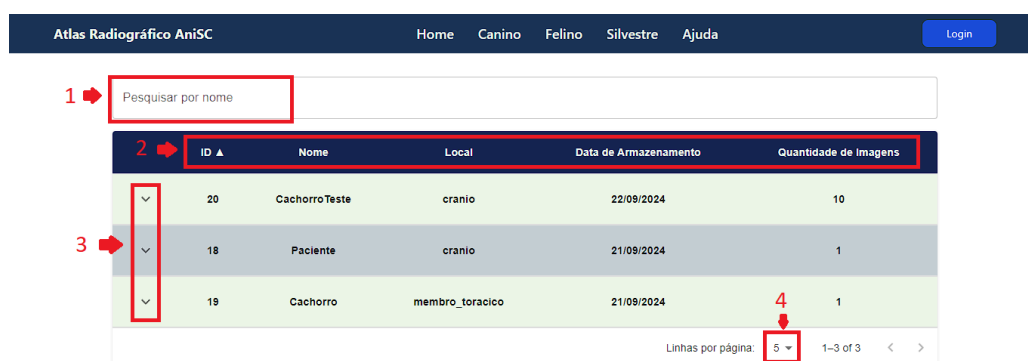 Atlas Radiográfico AniSC Home Canino Felino Silvestre Ajuda Login
1 Pesquisar por nome
2 ID ▲ Nome Local Data de Armazenamento Quantidade de Imagens
20 CachorroTeste cranio 22/09/2024 10
3 18 Paciente cranio 21/09/2024 1
19 Cachorro membro_toracico 21/09/2024 1
4
Linhas por página: 5 1–3 of 3